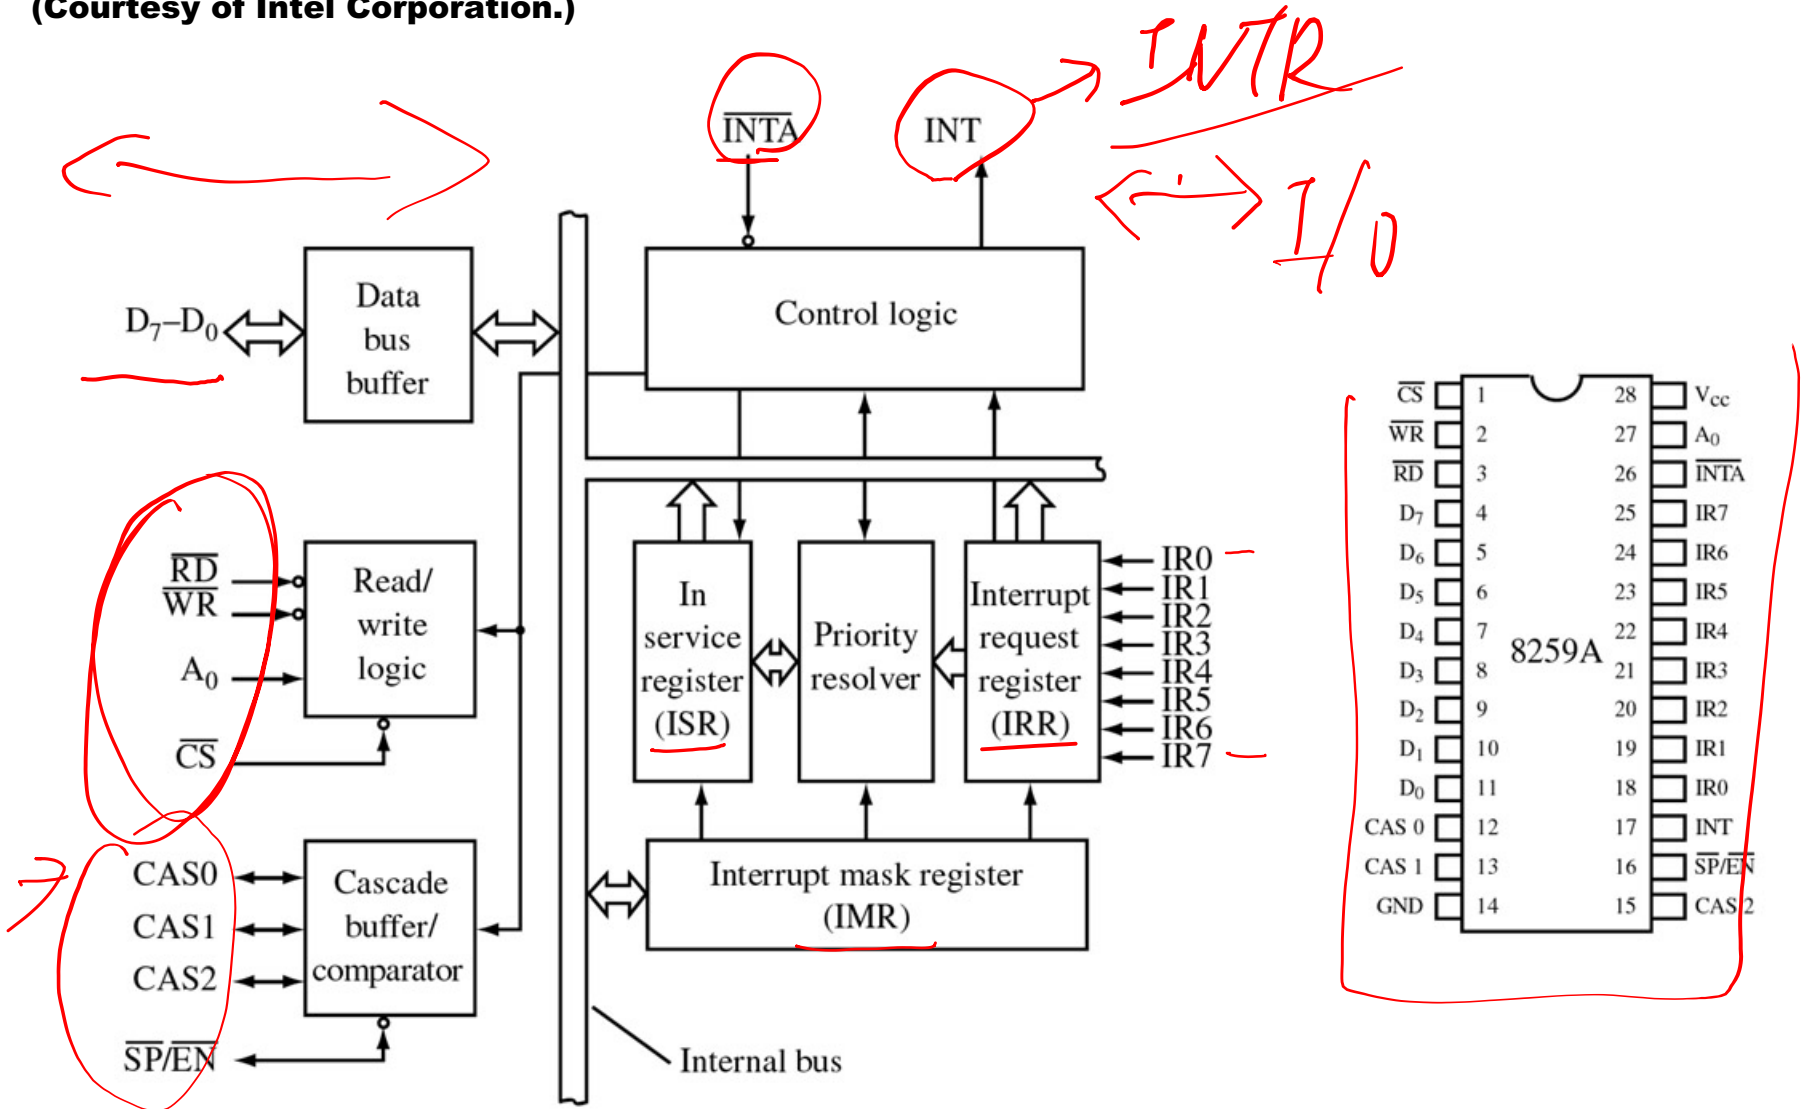 (Courtesy of Intel Corporation.)
INTR
INTA
INT
I/O
D7–D0
Data
bus
buffer
Control logic
RD
WR
A0
CS
Read/
write
logic
In
service
register
(ISR)
Priority
resolver
Interrupt
request
register
(IRR)
IR0
IR1
IR2
IR3
IR4
IR5
IR6
IR7
CAS0
CAS1
CAS2
SP/EN
Cascade
buffer/
comparator
Interrupt mask register
(IMR)
Internal bus
CS 1 28 Vcc
WR 2 27 A0
RD 3 26 INTA
D7 4 25 IR7
D6 5 24 IR6
D5 6 23 IR5
D4 7 22 IR4
8259A
D3 8 21 IR3
D2 9 20 IR2
D1 10 19 IR1
D0 11 18 IR0
CAS 0 12 17 INT
CAS 1 13 16 SP/EN
GND 14 15 CAS 2